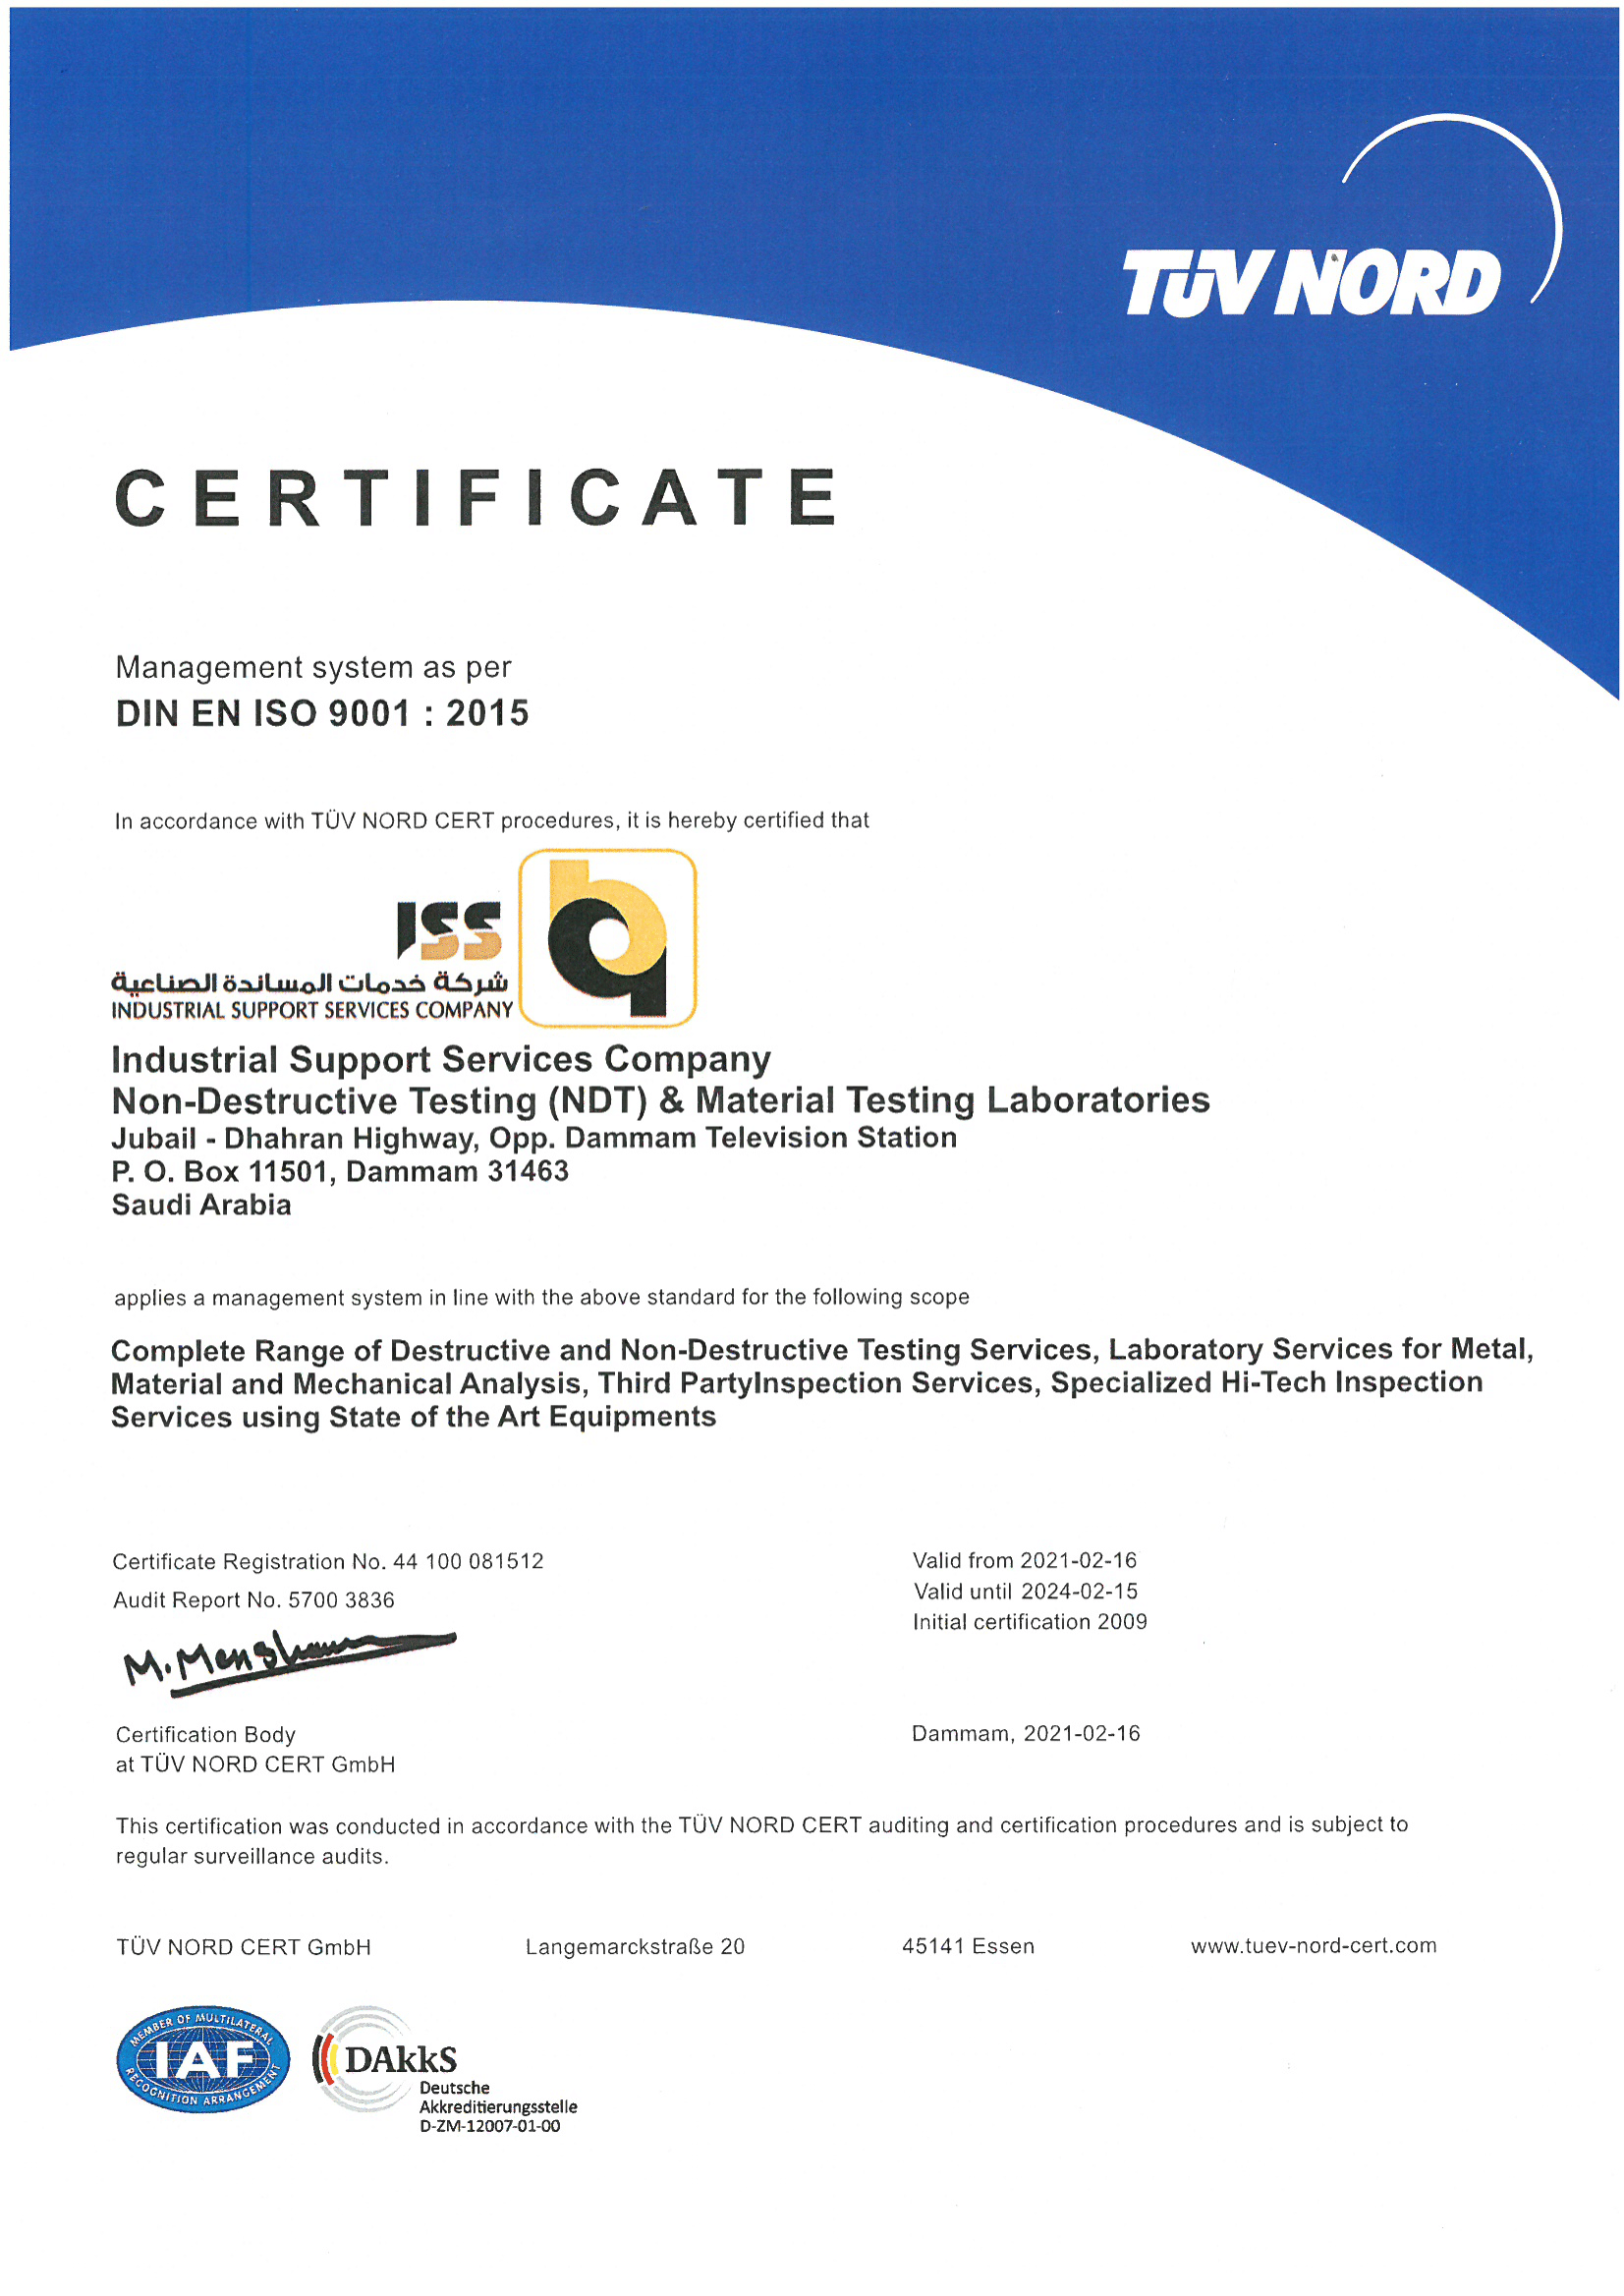 TÜV NORD
CERTIFICATE
Management system as per
DIN EN ISO 9001 : 2015
In accordance with TÜV NORD CERT procedures, it is hereby certified that
ISS
شركة خدمات المساندة الصناعية
INDUSTRIAL SUPPORT SERVICES COMPANY
Industrial Support Services Company
Non-Destructive Testing (NDT) & Material Testing Laboratories
Jubail - Dhahran Highway, Opp. Dammam Television Station
P. O. Box 11501, Dammam 31463
Saudi Arabia
applies a management system in line with the above standard for the following scope
Complete Range of Destructive and Non-Destructive Testing Services, Laboratory Services for Metal,
Material and Mechanical Analysis, Third PartyInspection Services, Specialized Hi-Tech Inspection
Services using State of the Art Equipments
Certificate Registration No. 44 100 081512
Audit Report No. 5700 3836
Valid from 2021-02-16
Valid until 2024-02-15
Initial certification 2009
Certification Body
at TÜV NORD CERT GmbH
Dammam, 2021-02-16
This certification was conducted in accordance with the TÜV NORD CERT auditing and certification procedures and is subject to
regular surveillance audits.
TÜV NORD CERT GmbH Langemarckstraße 20 45141 Essen www.tuev-nord-cert.com
MEMBER OF MULTILATERAL
IAF
RECOGNITION ARRANGEMENT
DAkkS
Deutsche
Akkreditierungsstelle
D-ZM-12007-01-00